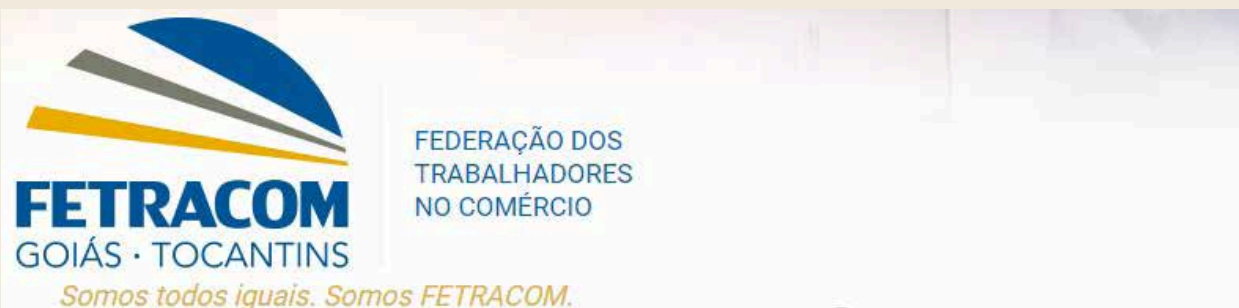 FETRACOM
GOIÁS · TOCANTINS
FEDERAÇÃO DOS
TRABALHADORES
NO COMÉRCIO
Somos todos iguais. Somos FETRACOM.